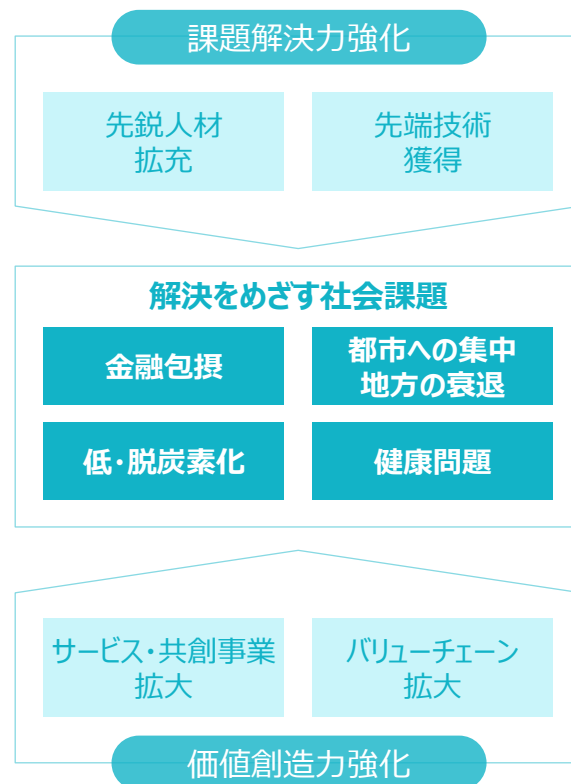 課題解決力強化
先鋭人材
拡充
先端技術
獲得
解決をめざす社会課題
金融包摂
都市への集中
地方の衰退
低・脱炭素化
健康問題
サービス・共創事業
拡大
バリューチェーン
拡大
価値創造力強化